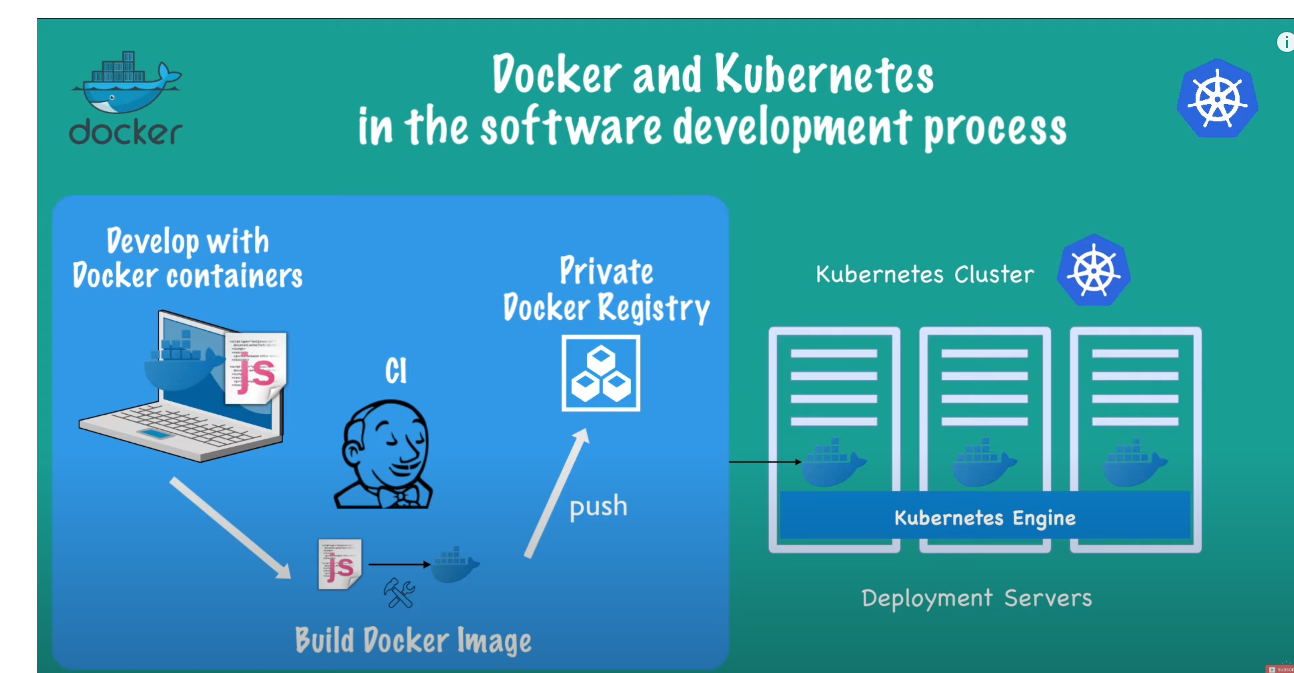 docker
Docker and Kubernetes
in the software development process
Develop with
Docker containers
js
CI
Private
Docker Registry
push
js
Build Docker Image
Kubernetes Cluster
Kubernetes Engine
Deployment Servers